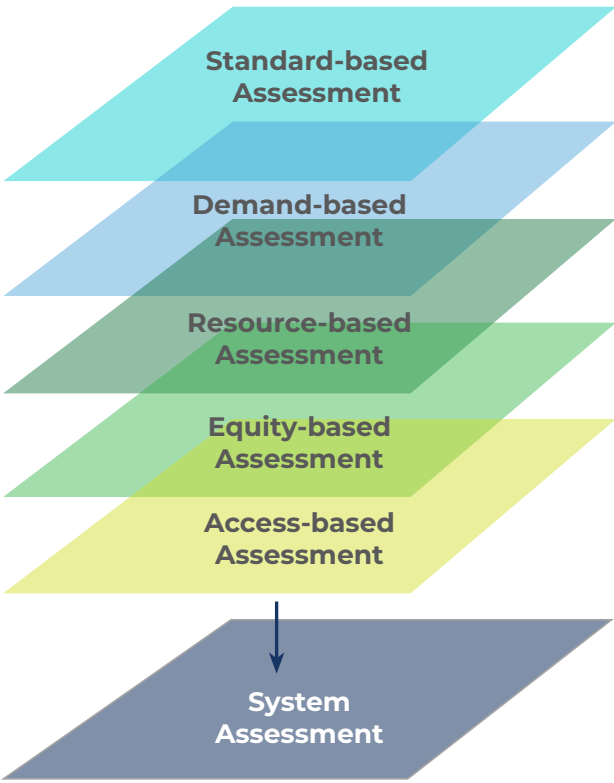 Standard-based
Assessment
Demand-based
Assessment
Resource-based
Assessment
Equity-based
Assessment
Access-based
Assessment
System
Assessment